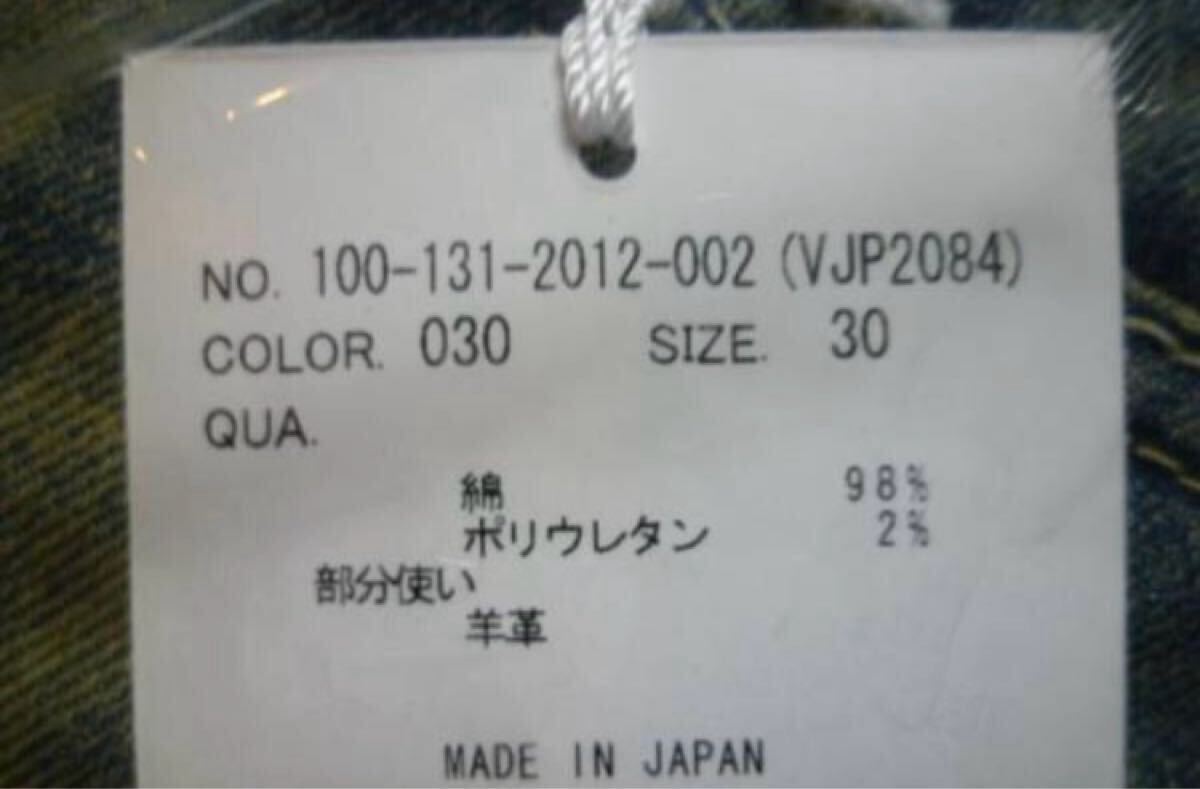 NO. 100-131-2012-002 (VJP2084)
COLOR. 030 SIZE. 30
QUA.
綿 98%
ポリウレタン 2%
部分使い
羊革
MADE IN JAPAN